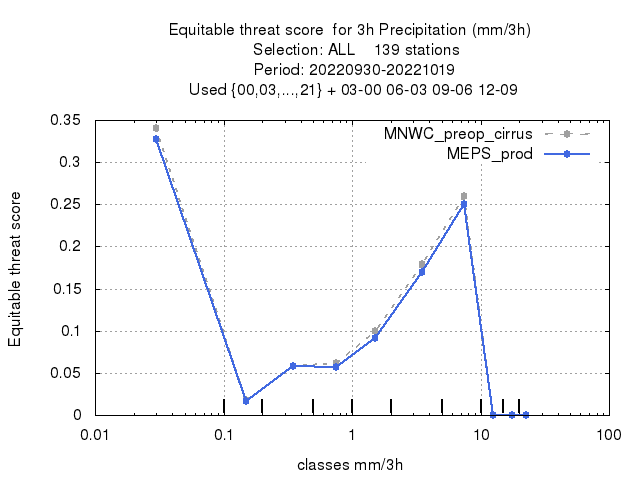 Equitable threat score  for 3h Precipitation (mm/3h)
Selection: ALL    139 stations
Period: 20220930-20221019
Used {00,03,...,21} + 03-00 06-03 09-06 12-09
MNWC_preop_cirrus
MEPS_prod
Equitable threat score
0.35
0.3
0.25
0.2
0.15
0.1
0.05
0
0.01 0.1 1 10 100
classes mm/3h